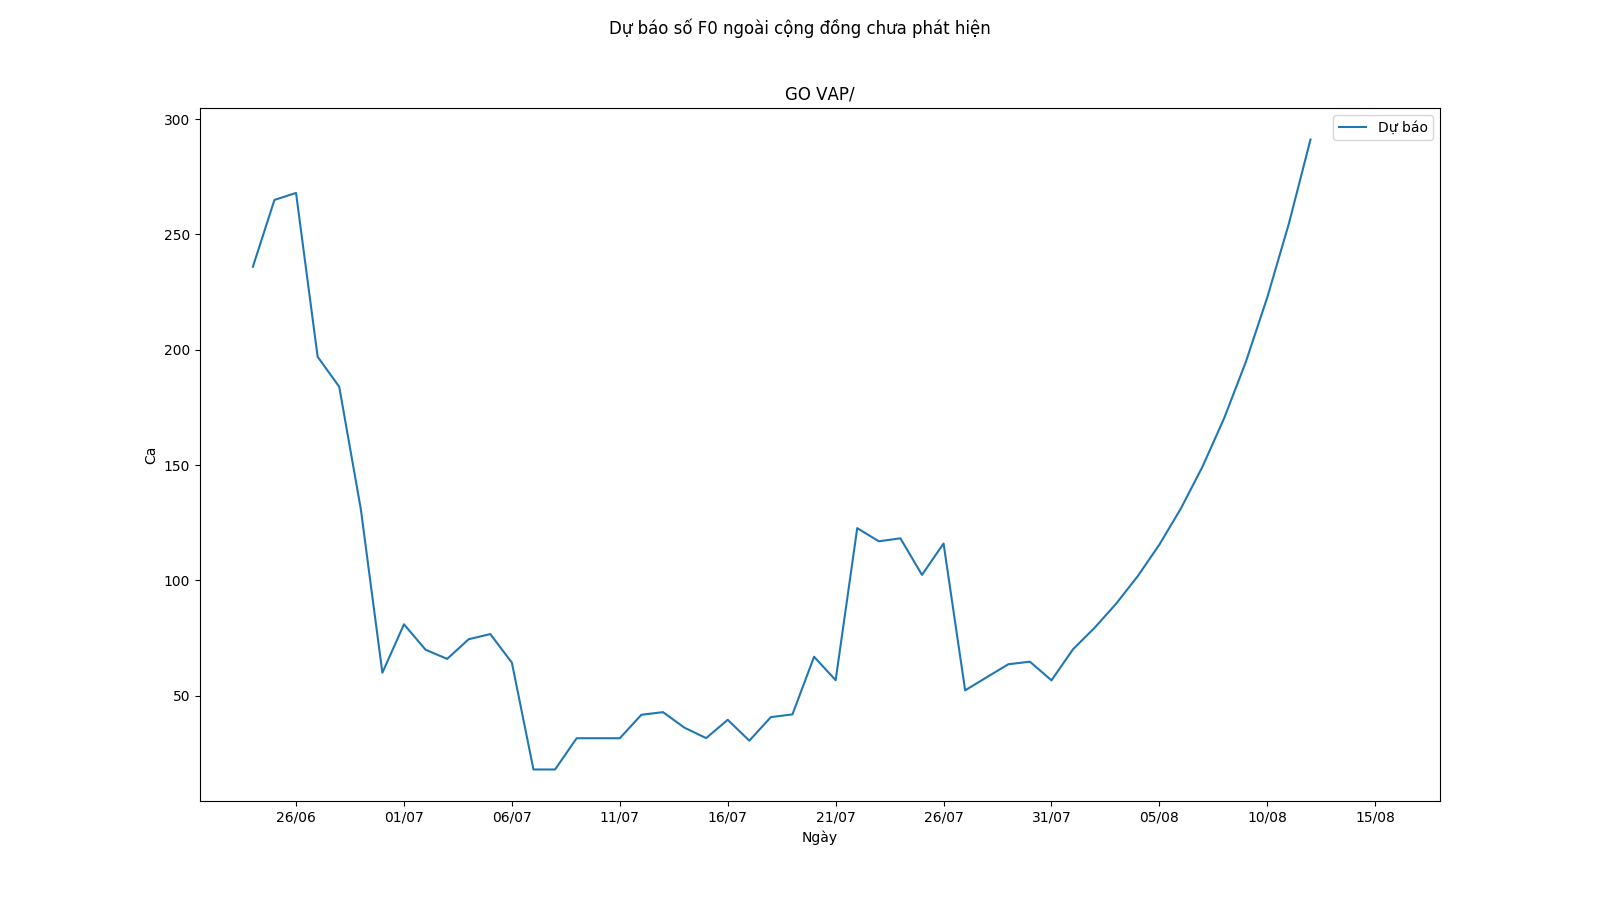 Dự báo số F0 ngoài cộng đồng chưa phát hiện
GO VAP/
Dự báo
300
250
200
150
100
50
Ca
26/06 01/07 06/07 11/07 16/07 21/07 26/07 31/07 05/08 10/08 15/08
Ngày